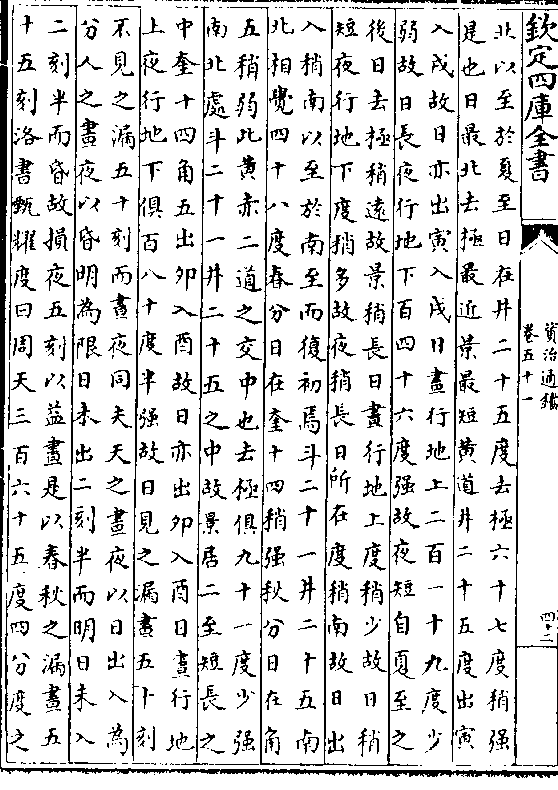 欽定四庫全書
資治通鑑
卷五十一
四十二
北以至於夏至日在井二十五度去極六十七度稍强
是也日最北去極最近景最短黄道井二十五度出寅
入戌故日亦出寅入戌日晝行地上二百一十九度少
弱故日長夜行地下百四十六度强故夜短自夏至之
後日去極稍遠故景稍長日晝行地上度稍少故日稍
短夜行地下度稍多故夜稍長日所在度稍南故日出
入稍南以至於南至而復初焉斗二十一井二十五南
北相覺四十八度春分日在奎十四稍强秋分日在角
五稍弱此黄赤二道之交中也去極俱九十一度少强
南北處斗二十一井二十五之中故景居二至短長之
中奎十四角五出卯入酉故日亦出卯入酉日晝行地
上夜行地下俱百八十度半强故日見之漏晝五十刻
不見之漏五十刻而晝夜同夫天之晝夜以日出入為
分人之晝夜以昏明為限日未出二刻半而明日未入
二刻半而昏故損夜五刻以益晝是以春秋之漏晝五
十五刻洛書甄耀度曰周天三百六十五度四分度之